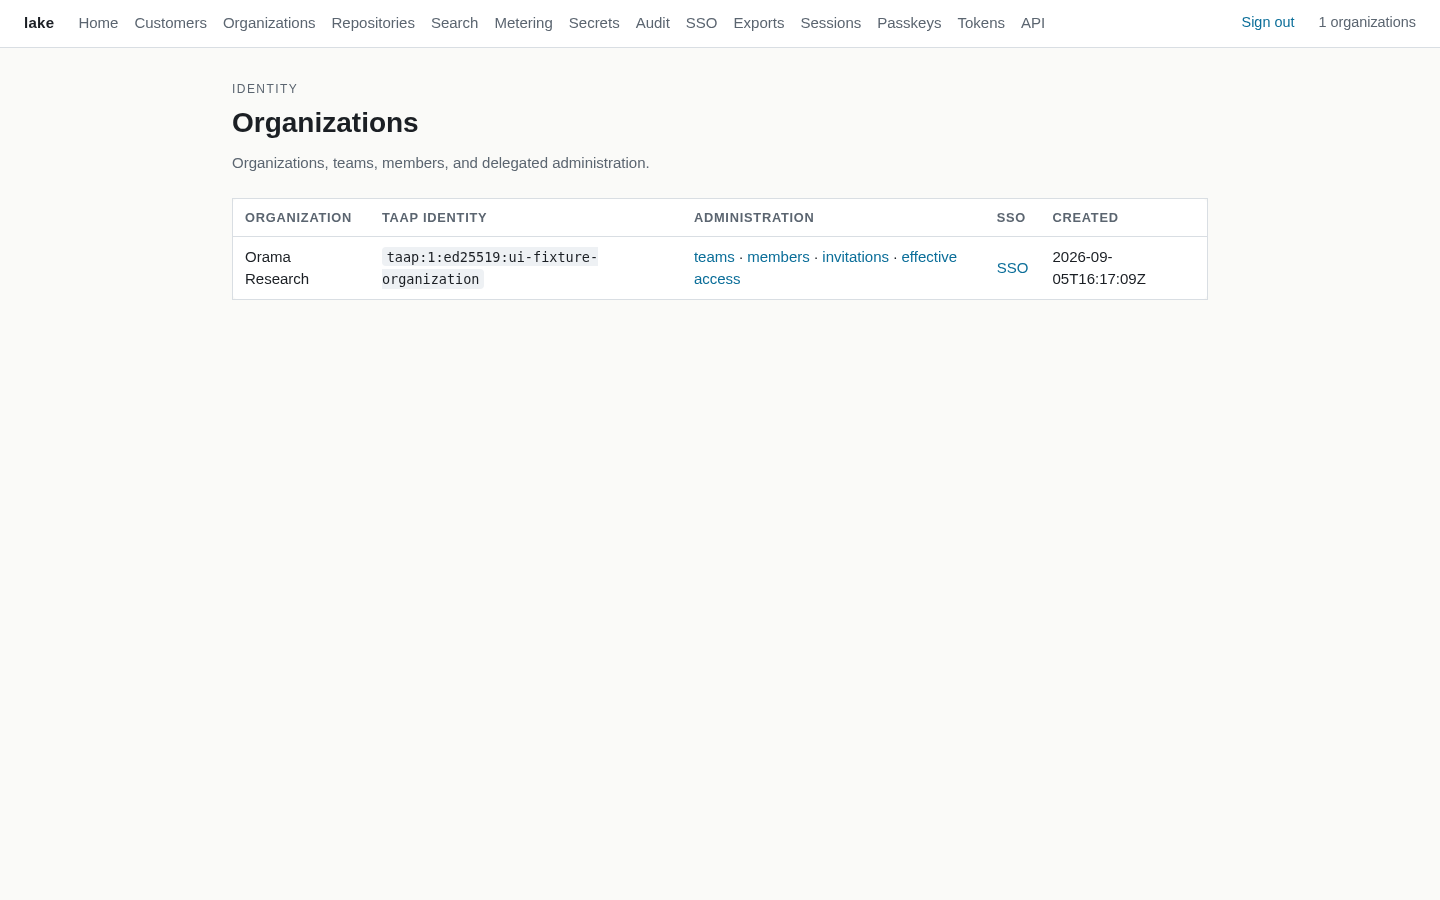 lake Home Customers Organizations Repositories Search Metering Secrets Audit SSO Exports Sessions Passkeys Tokens API Sign out 1 organizations
IDENTITY
Organizations
Organizations, teams, members, and delegated administration.
ORGANIZATION TAAP IDENTITY ADMINISTRATION SSO CREATED
Orama Research taap:1:ed25519:ui-fixture-organization teams · members · invitations · effective access SSO 2026-09-05T16:17:09Z